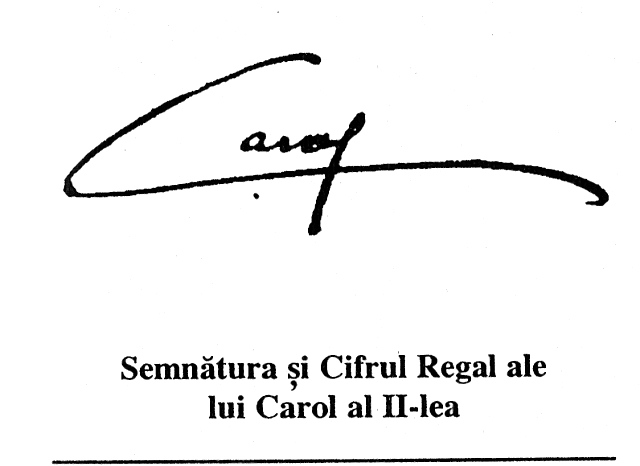 Carol
Semnătura și Cifrul Regal ale
lui Carol al II-lea